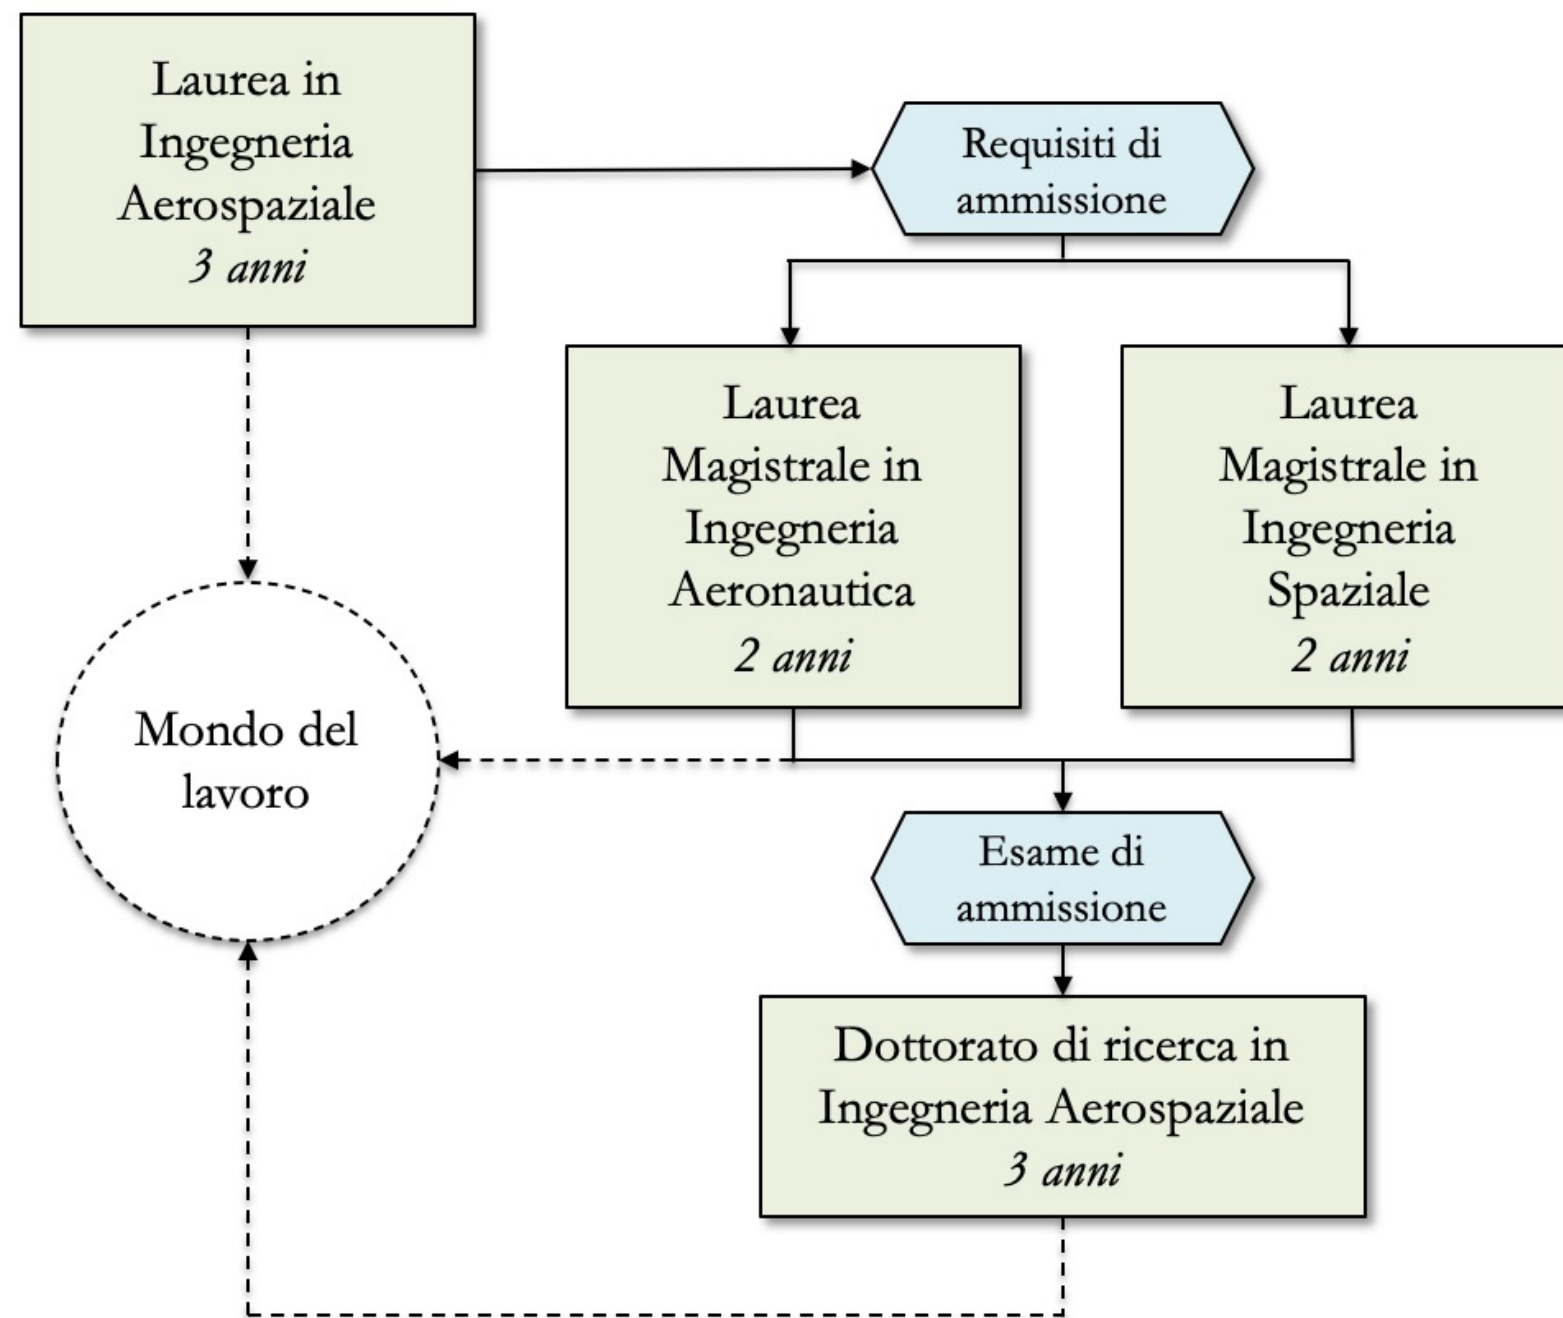 Laurea in
Ingegneria
Aerospaziale
3 anni
Requisiti di
ammissione
Laurea
Magistrale in
Ingegneria
Aeronautica
2 anni
Laurea
Magistrale in
Ingegneria
Spaziale
2 anni
Mondo del
lavoro
Esame di
ammissione
Dottorato di ricerca in
Ingegneria Aerospaziale
3 anni